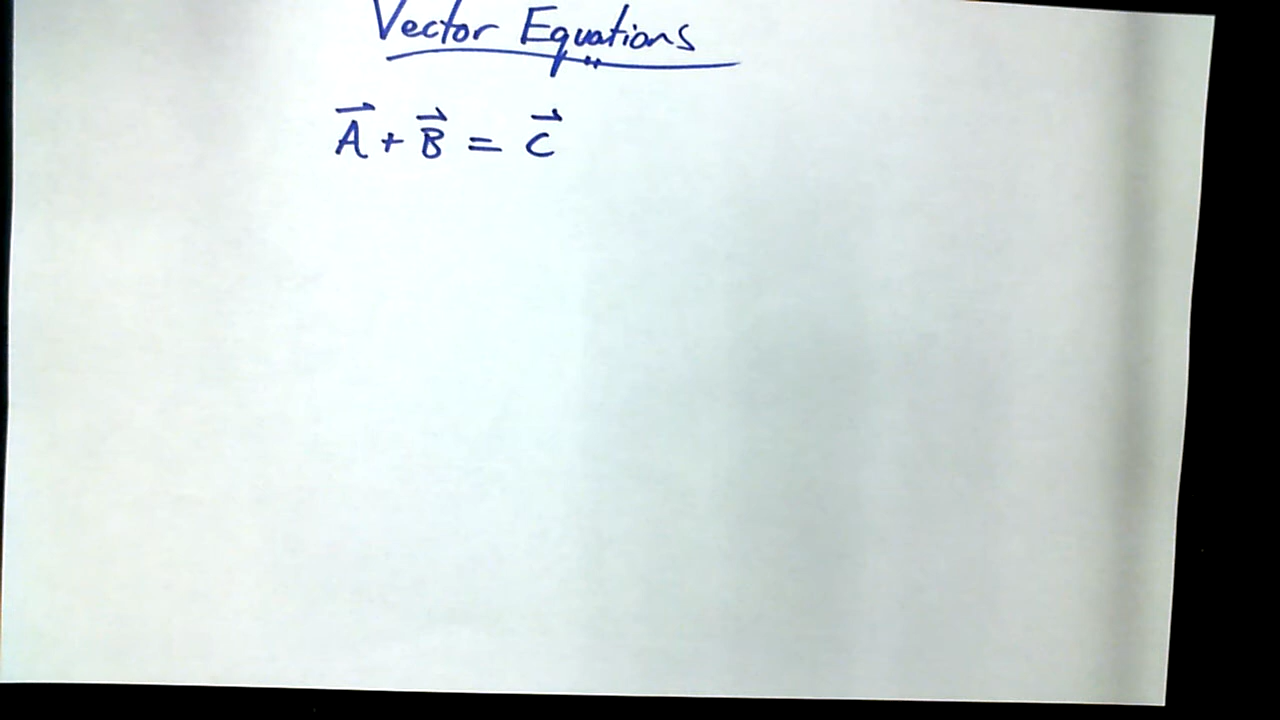 Vector Equations
A⃗ + B⃗ = C⃗